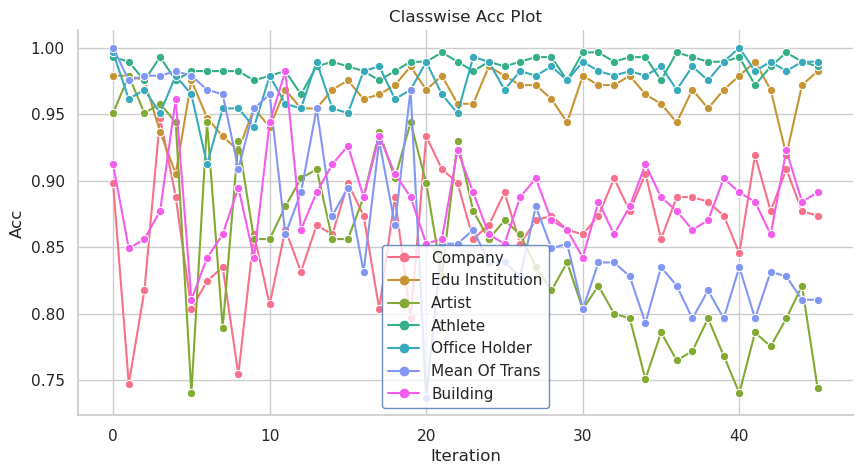 Classwise Acc Plot
1.00
0.95
0.90
0.85
0.80
0.75
Acc
Company
Edu Institution
Artist
Athlete
Office Holder
Mean Of Trans
Building
0 10 20 30 40
Iteration